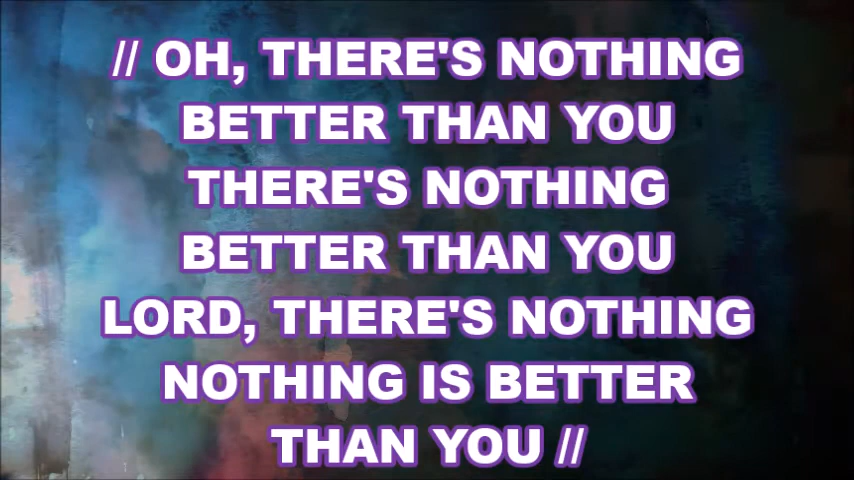 // OH, THERE'S NOTHING
BETTER THAN YOU
THERE'S NOTHING
BETTER THAN YOU
LORD, THERE'S NOTHING
NOTHING IS BETTER
THAN YOU //